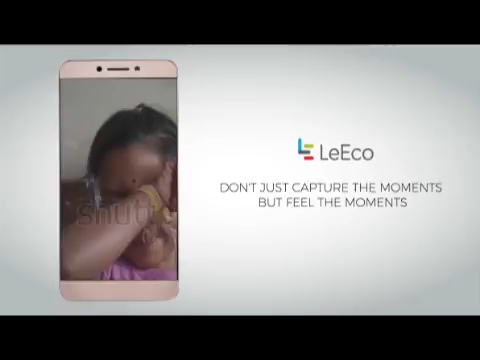 LeEco
DON'T JUST CAPTURE THE MOMENTS
BUT FEEL THE MOMENTS